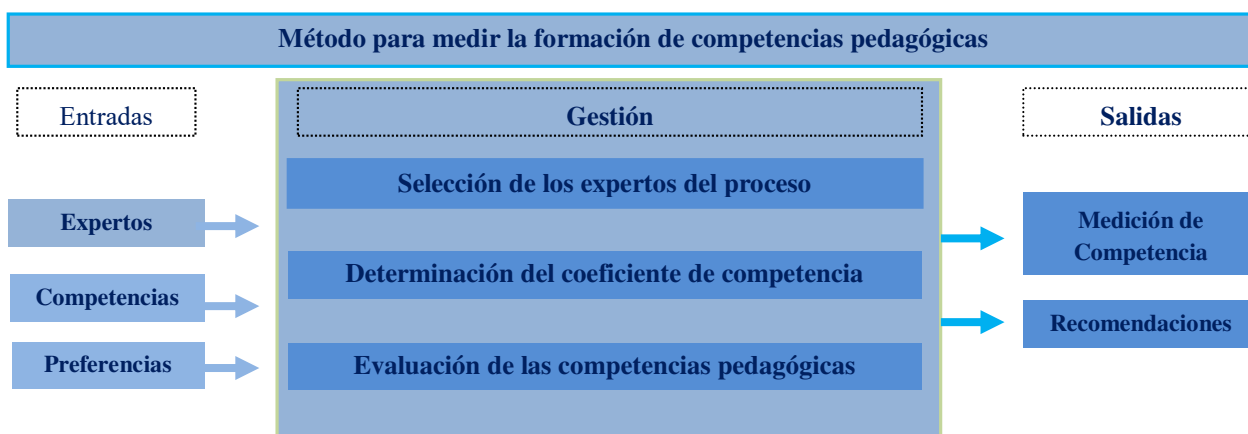 Método para medir la formación de competencias pedagógicas
Entradas
Gestión
Salidas
Selección de los expertos del proceso
Expertos
Medición de
Competencia
Determinación del coeficiente de competencia
Competencias
Recomendaciones
Preferencias
Evaluación de las competencias pedagógicas